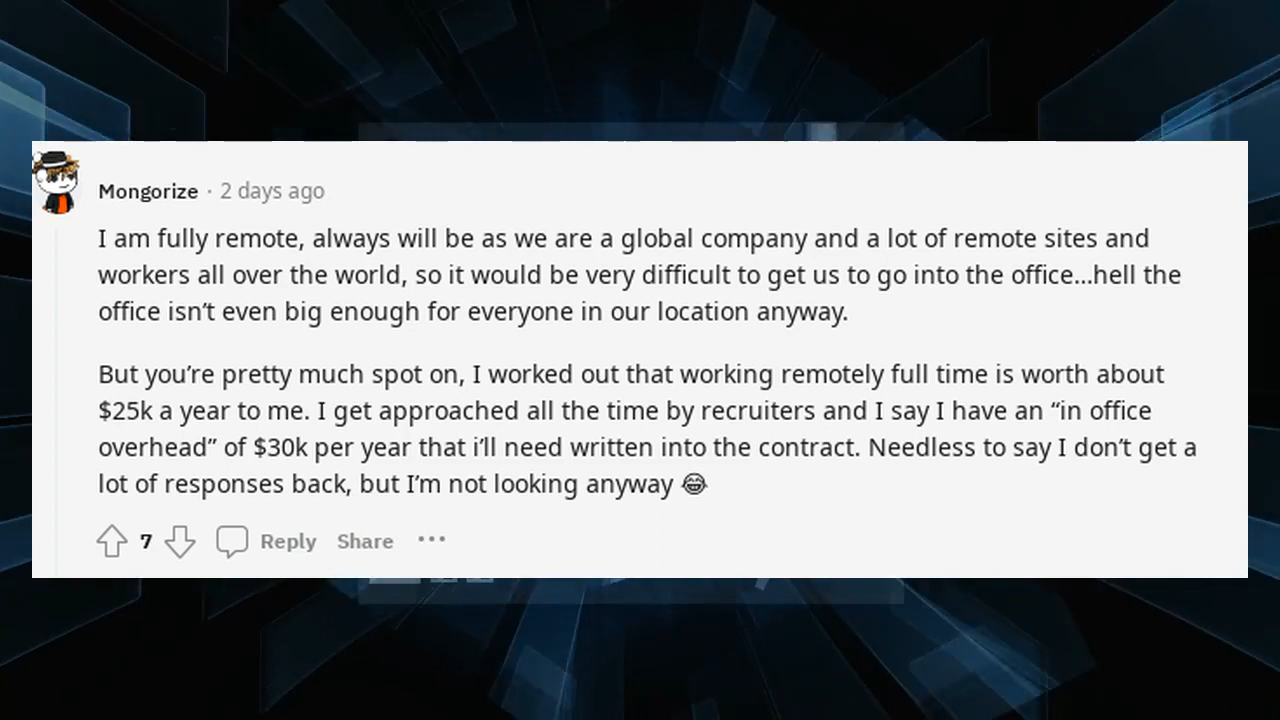 Mongorize · 2 days ago
I am fully remote, always will be as we are a global company and a lot of remote sites and
workers all over the world, so it would be very difficult to get us to go into the office...hell the
office isn’t even big enough for everyone in our location anyway.
But you’re pretty much spot on, I worked out that working remotely full time is worth about
$25k a year to me. I get approached all the time by recruiters and I say I have an “in office
overhead” of $30k per year that i’ll need written into the contract. Needless to say I don’t get a
lot of responses back, but I’m not looking anyway 😂
7 Reply Share ···